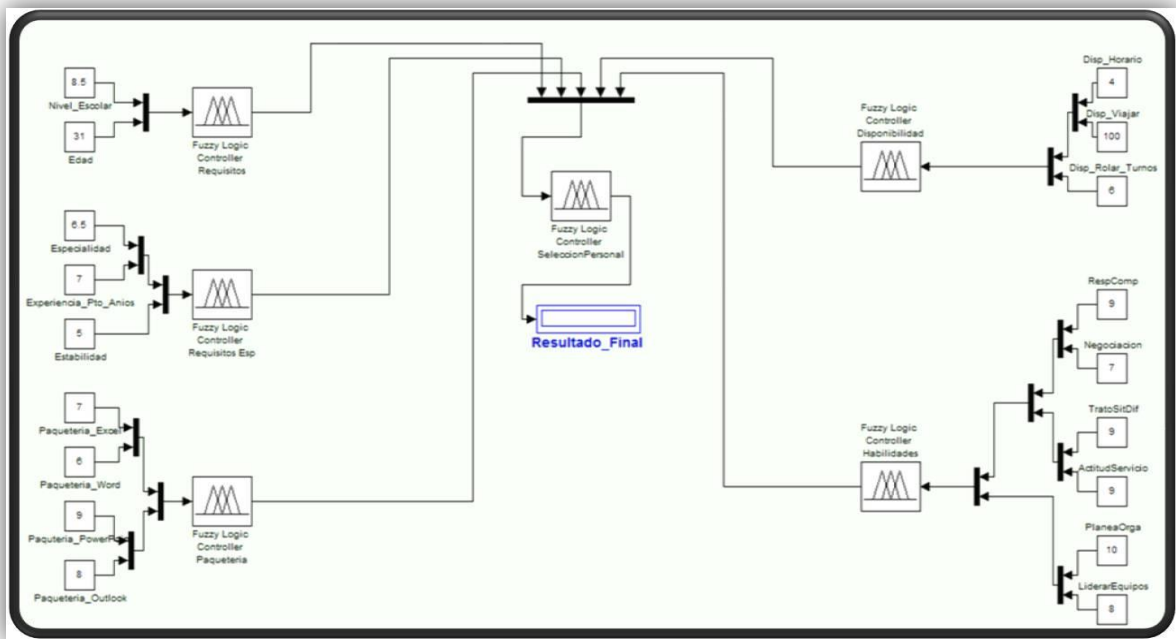 8.5
Nivel_Escolar
31
Edad
Fuzzy Logic
Controller
Requisitos
6.5
Especialidad
7
Experiencia_Pto_Anios
5
Estabilidad
Fuzzy Logic
Controller
Requisitos Esp
7
Paqueteria_Excel
6
Paqueteria_Word
9
Paquteria_PowerPoin
8
Paqueteria_Outlook
Fuzzy Logic
Controller
Paqueteria
Fuzzy Logic
Controller
SeleccionPersonal
Resultado_Final
Fuzzy Logic
Controller
Disponibilidad
Disp_Horario
4
Disp_Viajar
100
Disp_Rolar_Turnos
6
Fuzzy Logic
Controller
Habilidades
RespComp
9
Negociacion
7
TratoSitDif
9
ActitudServicio
9
PlaneaOrga
10
LiderarEquipos
8